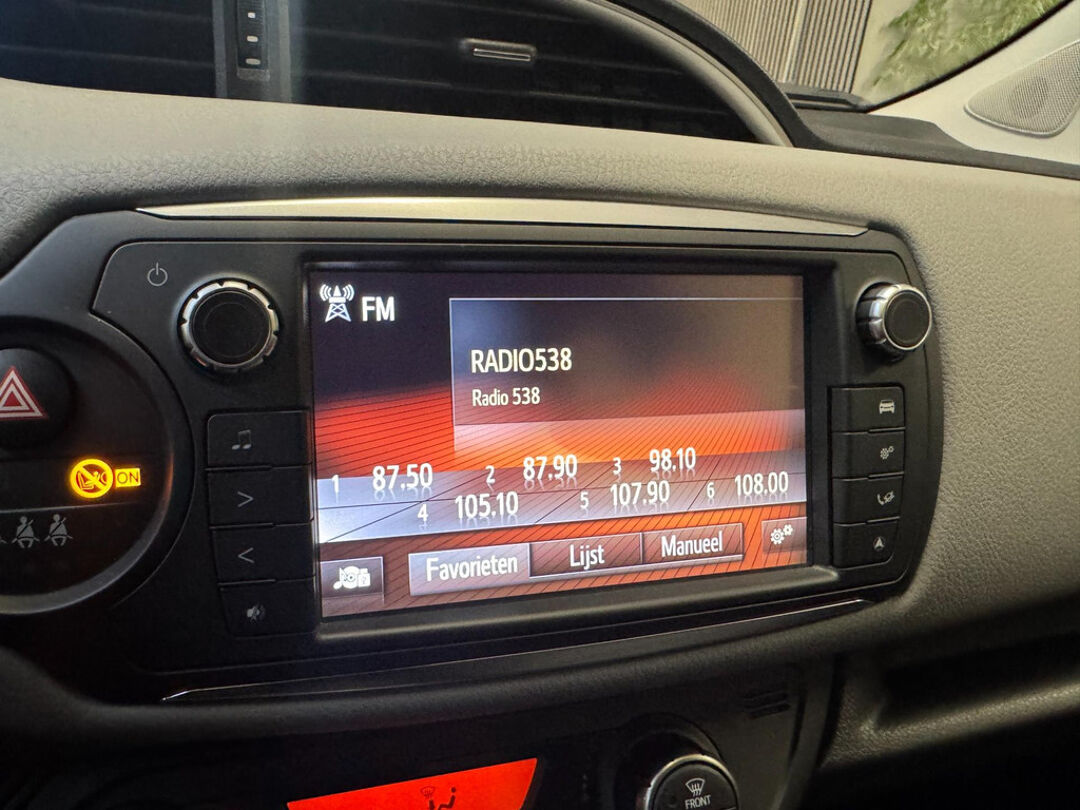 FM
RADIO538
Radio 538
1 87.50 2 87.90 3 98.10
4 105.10 5 107.90 6 108.00
Favorieten Lijst Manueel
ON
FRONT